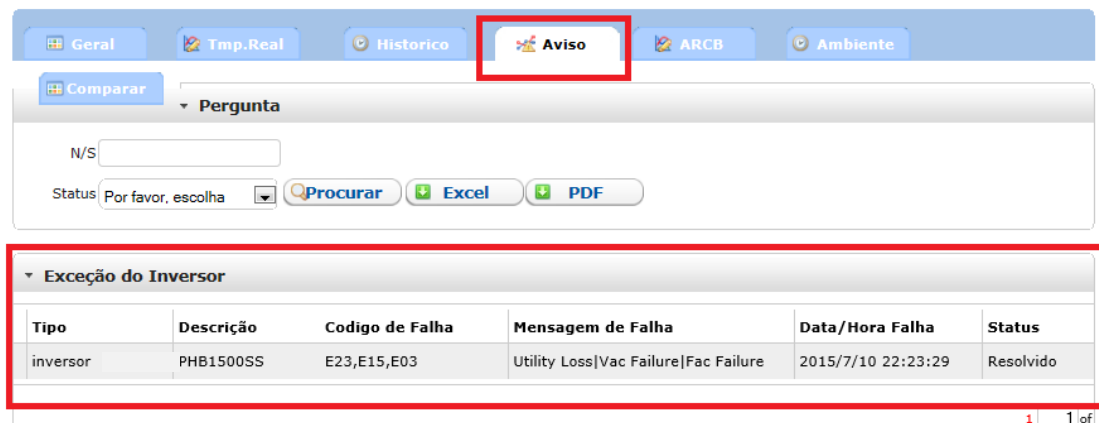 Geral Tmp.Real Historico Aviso ARCB Ambiente
Comparar
Pergunta
N/S
Status Por favor, escolha Procurar Excel PDF
Exceção do Inversor
Tipo Descrição Codigo de Falha Mensagem de Falha Data/Hora Falha Status
inversor PHB1500SS E23,E15,E03 Utility Loss|Vac Failure|Fac Failure 2015/7/10 22:23:29 Resolvido
1 1 of